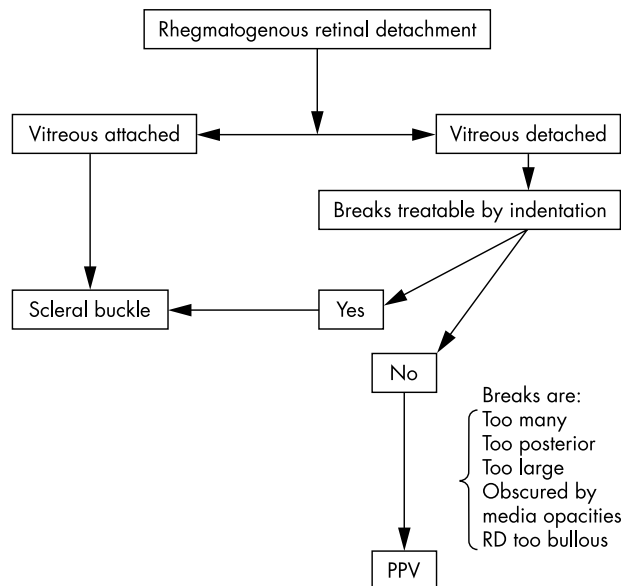 Rhegmatogenous retinal detachment
Vitreous attached
Vitreous detached
Breaks treatable by indentation
Scleral buckle
Yes
No
Breaks are:
Too many
Too posterior
Too large
Obscured by
media opacities
RD too bullous
PPV